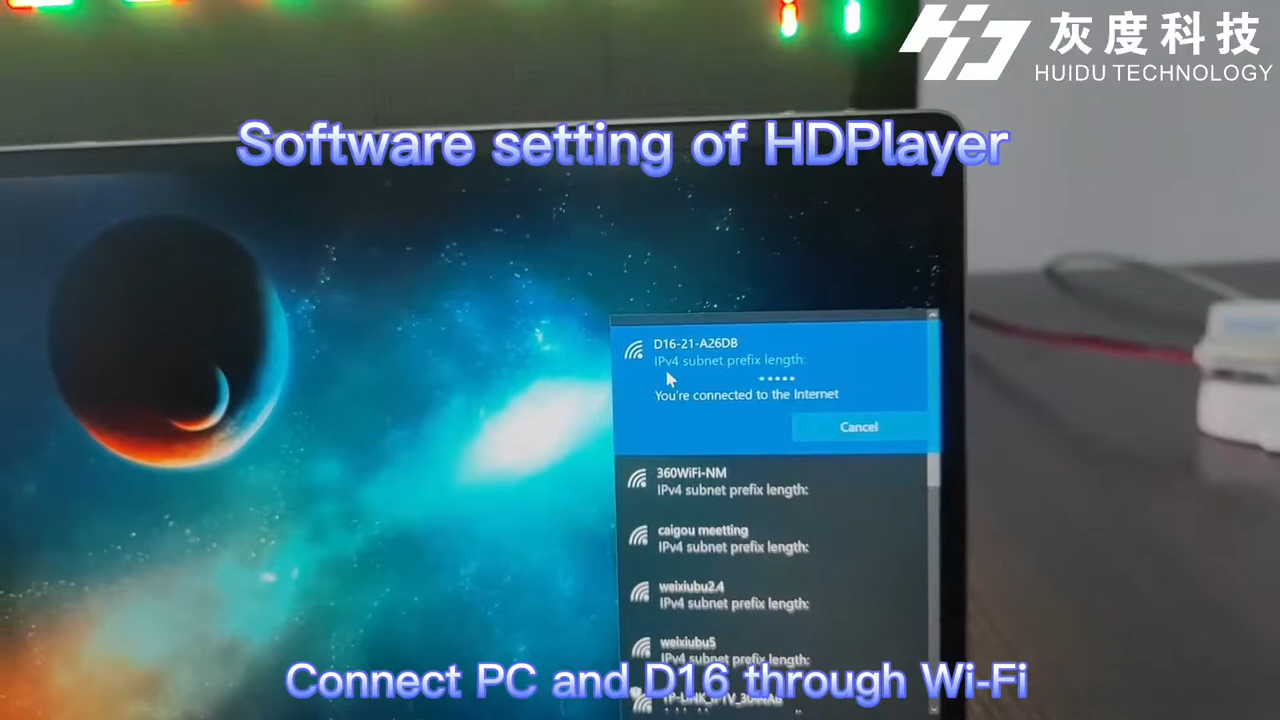 灰度科技
HUIDU TECHNOLOGY
Software setting of HDPlayer
D16-21-A26DB
IPv4 subnet prefix length:
You're connected to the Internet
Cancel
360WiFi-NM
IPv4 subnet prefix length:
caigou meetting
IPv4 subnet prefix length:
weixiubu2.4
IPv4 subnet prefix length:
weixiubu5
IPv4 subnet prefix length:
Connect PC and D16 through Wi-Fi